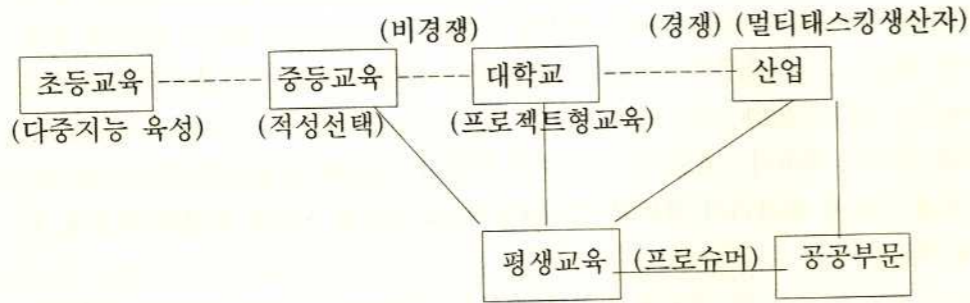 (비경쟁) (경쟁) (멀티태스킹생산자)
초등교육 중등교육 대학교 산업
(다중지능 육성) (적성선택) (프로젝트형교육)
평생교육 (프로슈머) 공공부문